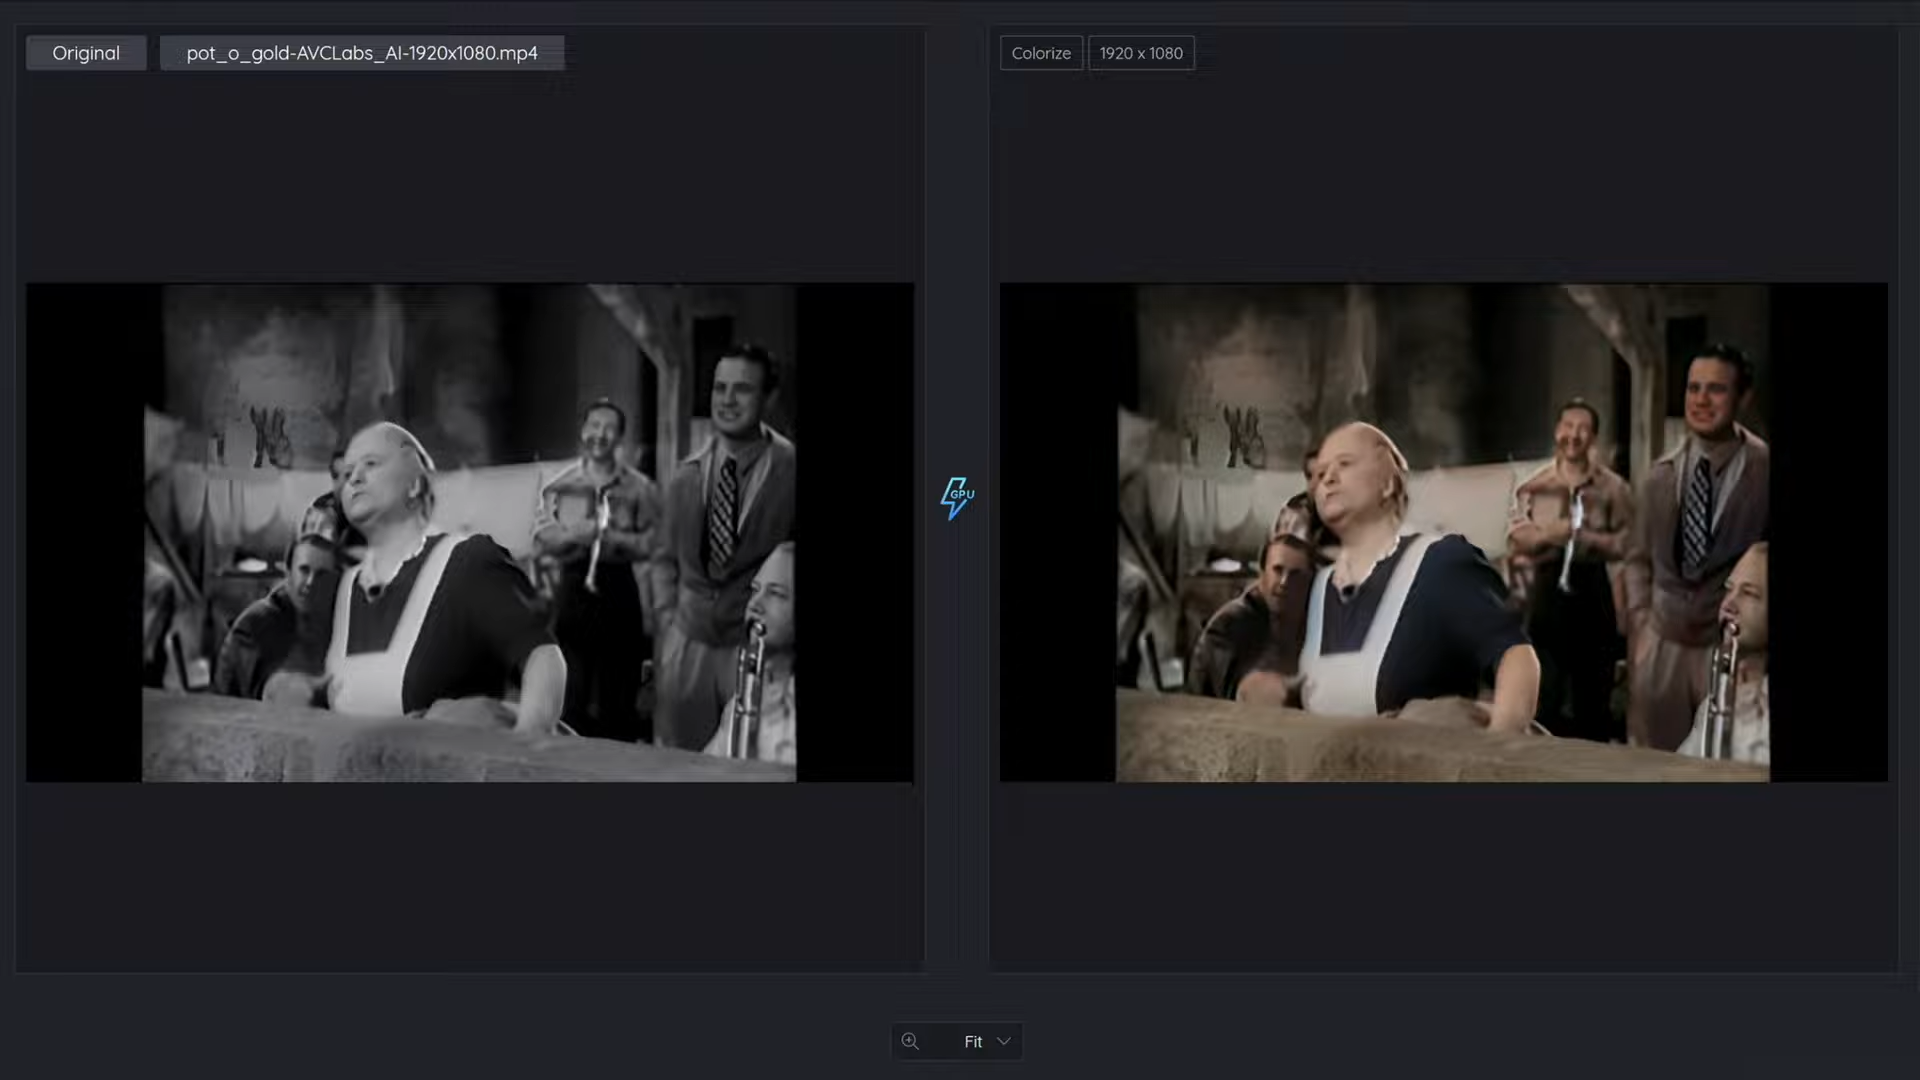 Original
pot_o_gold-AVCLabs_AI-1920x1080.mp4
Colorize
1920 x 1080
GPU
Fit